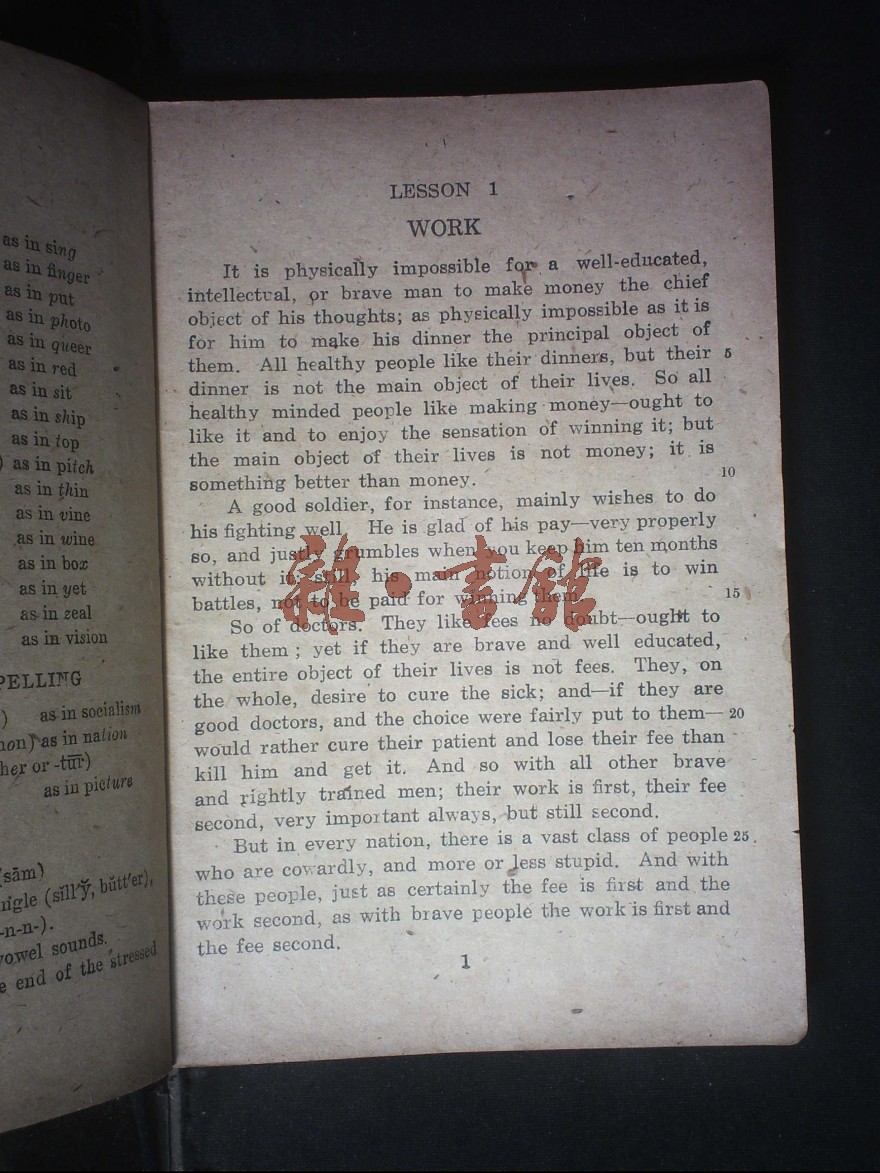 as in sing
as in finger
as in put
as in photo
as in queer
as in red
as in sit
as in ship
as in top
) as in pitch
as in thin
as in vine
as in wine
as in box
as in yet
as in zeal
as in vision
PELLING
) as in socialism
non) as in nation
her or -tūr)
as in picture
(säm)
nigle (sĭll'y̆, bŭtt'er),
-n-n-).
vowel sounds.
e end of the stressed
LESSON 1
WORK
It is physically impossible for a well-educated,
intellectual, or brave man to make money the chief
object of his thoughts; as physically impossible as it is
for him to make his dinner the principal object of
them. All healthy people like their dinners, but their 5
dinner is not the main object of their lives. So all
healthy minded people like making money—ought to
like it and to enjoy the sensation of winning it; but
the main object of their lives is not money; it is
something better than money. 10
A good soldier, for instance, mainly wishes to do
his fighting well. He is glad of his pay—very properly
so, and justly grumbles when you keep him ten months
without it; still, his main notion of life is to win
battles, not to be paid for winning them. 15
So of doctors. They like fees no doubt—ought to
like them; yet if they are brave and well educated,
the entire object of their lives is not fees. They, on
the whole, desire to cure the sick; and—if they are
good doctors, and the choice were fairly put to them— 20
would rather cure their patient and lose their fee than
kill him and get it. And so with all other brave
and rightly trained men; their work is first, their fee
second, very important always, but still second.
But in every nation, there is a vast class of people 25
who are cowardly, and more or less stupid. And with
these people, just as certainly the fee is first and the
work second, as with brave people the work is first and
the fee second.
1
雜·書館